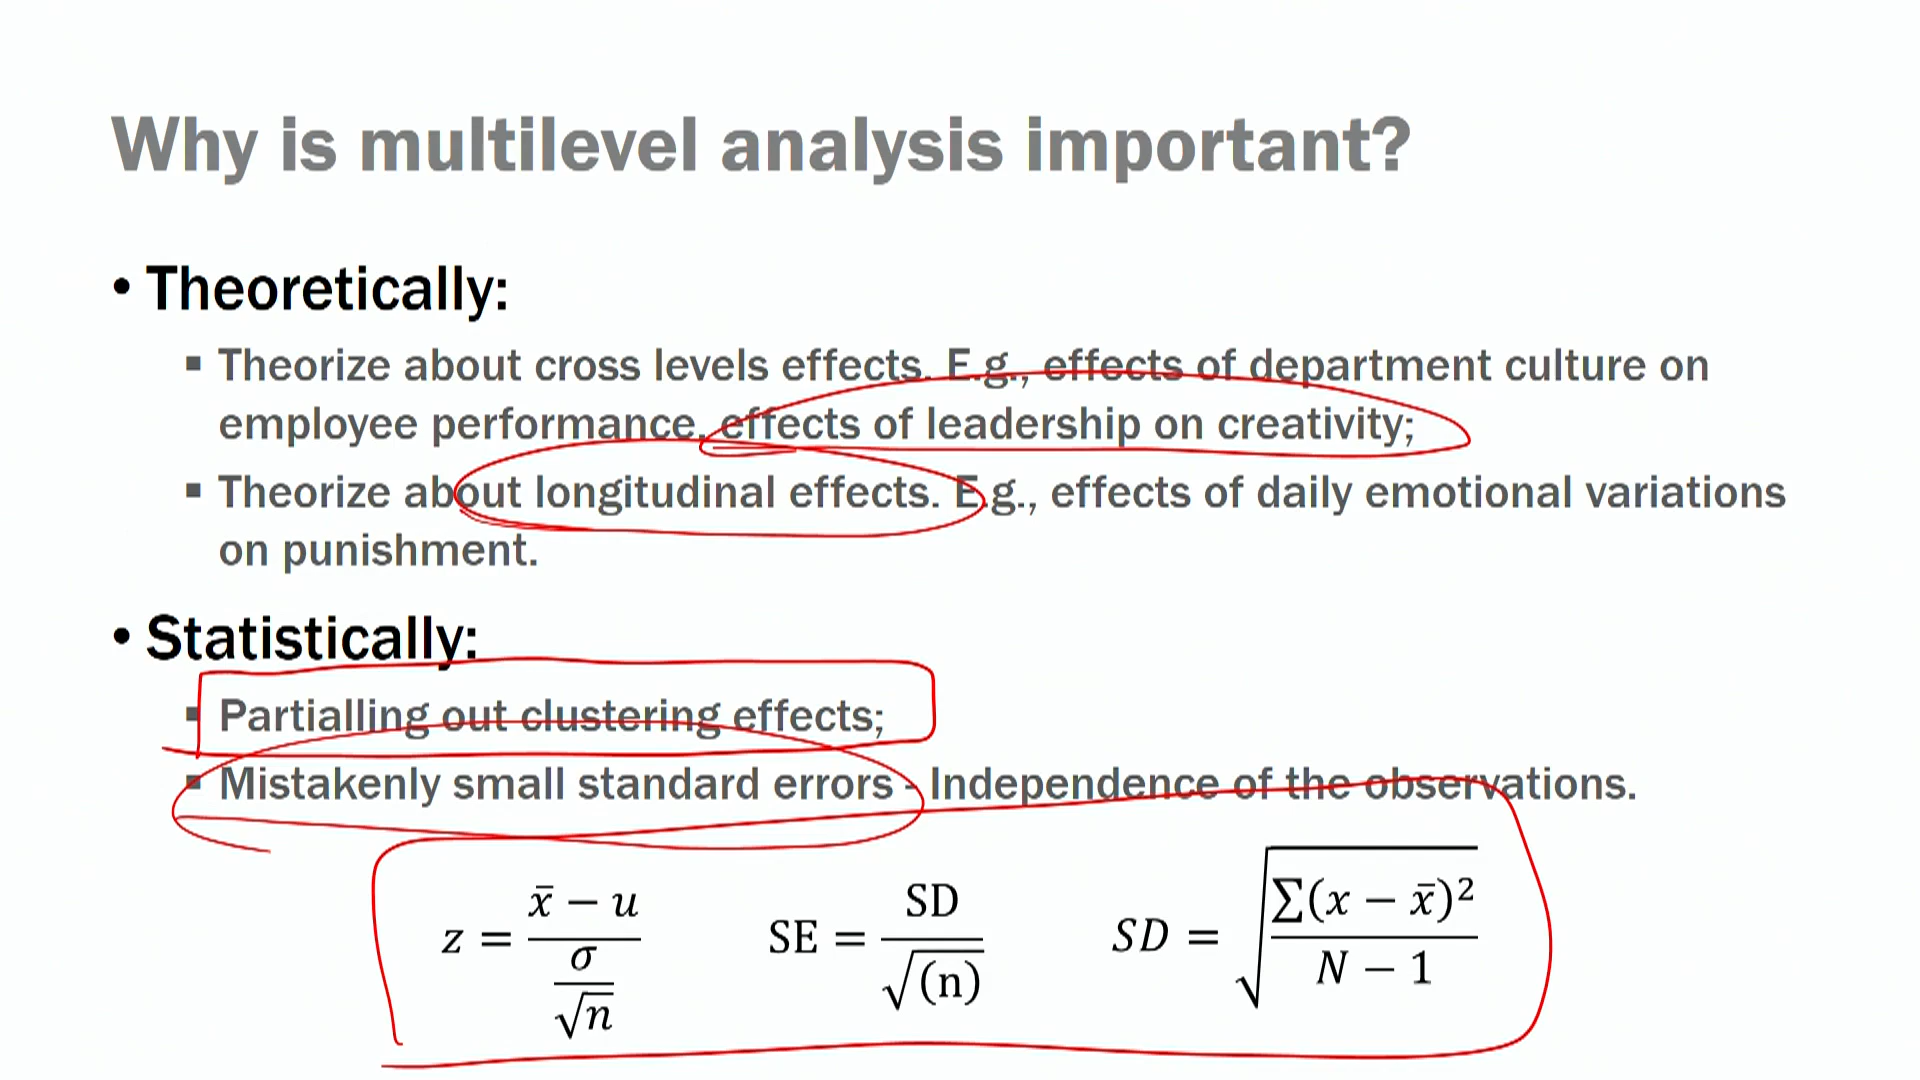 Why is multilevel analysis important?
• Theoretically:
▪ Theorize about cross levels effects. E.g., effects of department culture on
employee performance, effects of leadership on creativity;
▪ Theorize about longitudinal effects. E.g., effects of daily emotional variations
on punishment.
• Statistically:
▪ Partialling out clustering effects;
▪ Mistakenly small standard errors - Independence of the observations.
z = (x̄ − u) / (σ / √n) SE = SD / √(n) SD = √(∑(x − x̄)² / (N − 1))